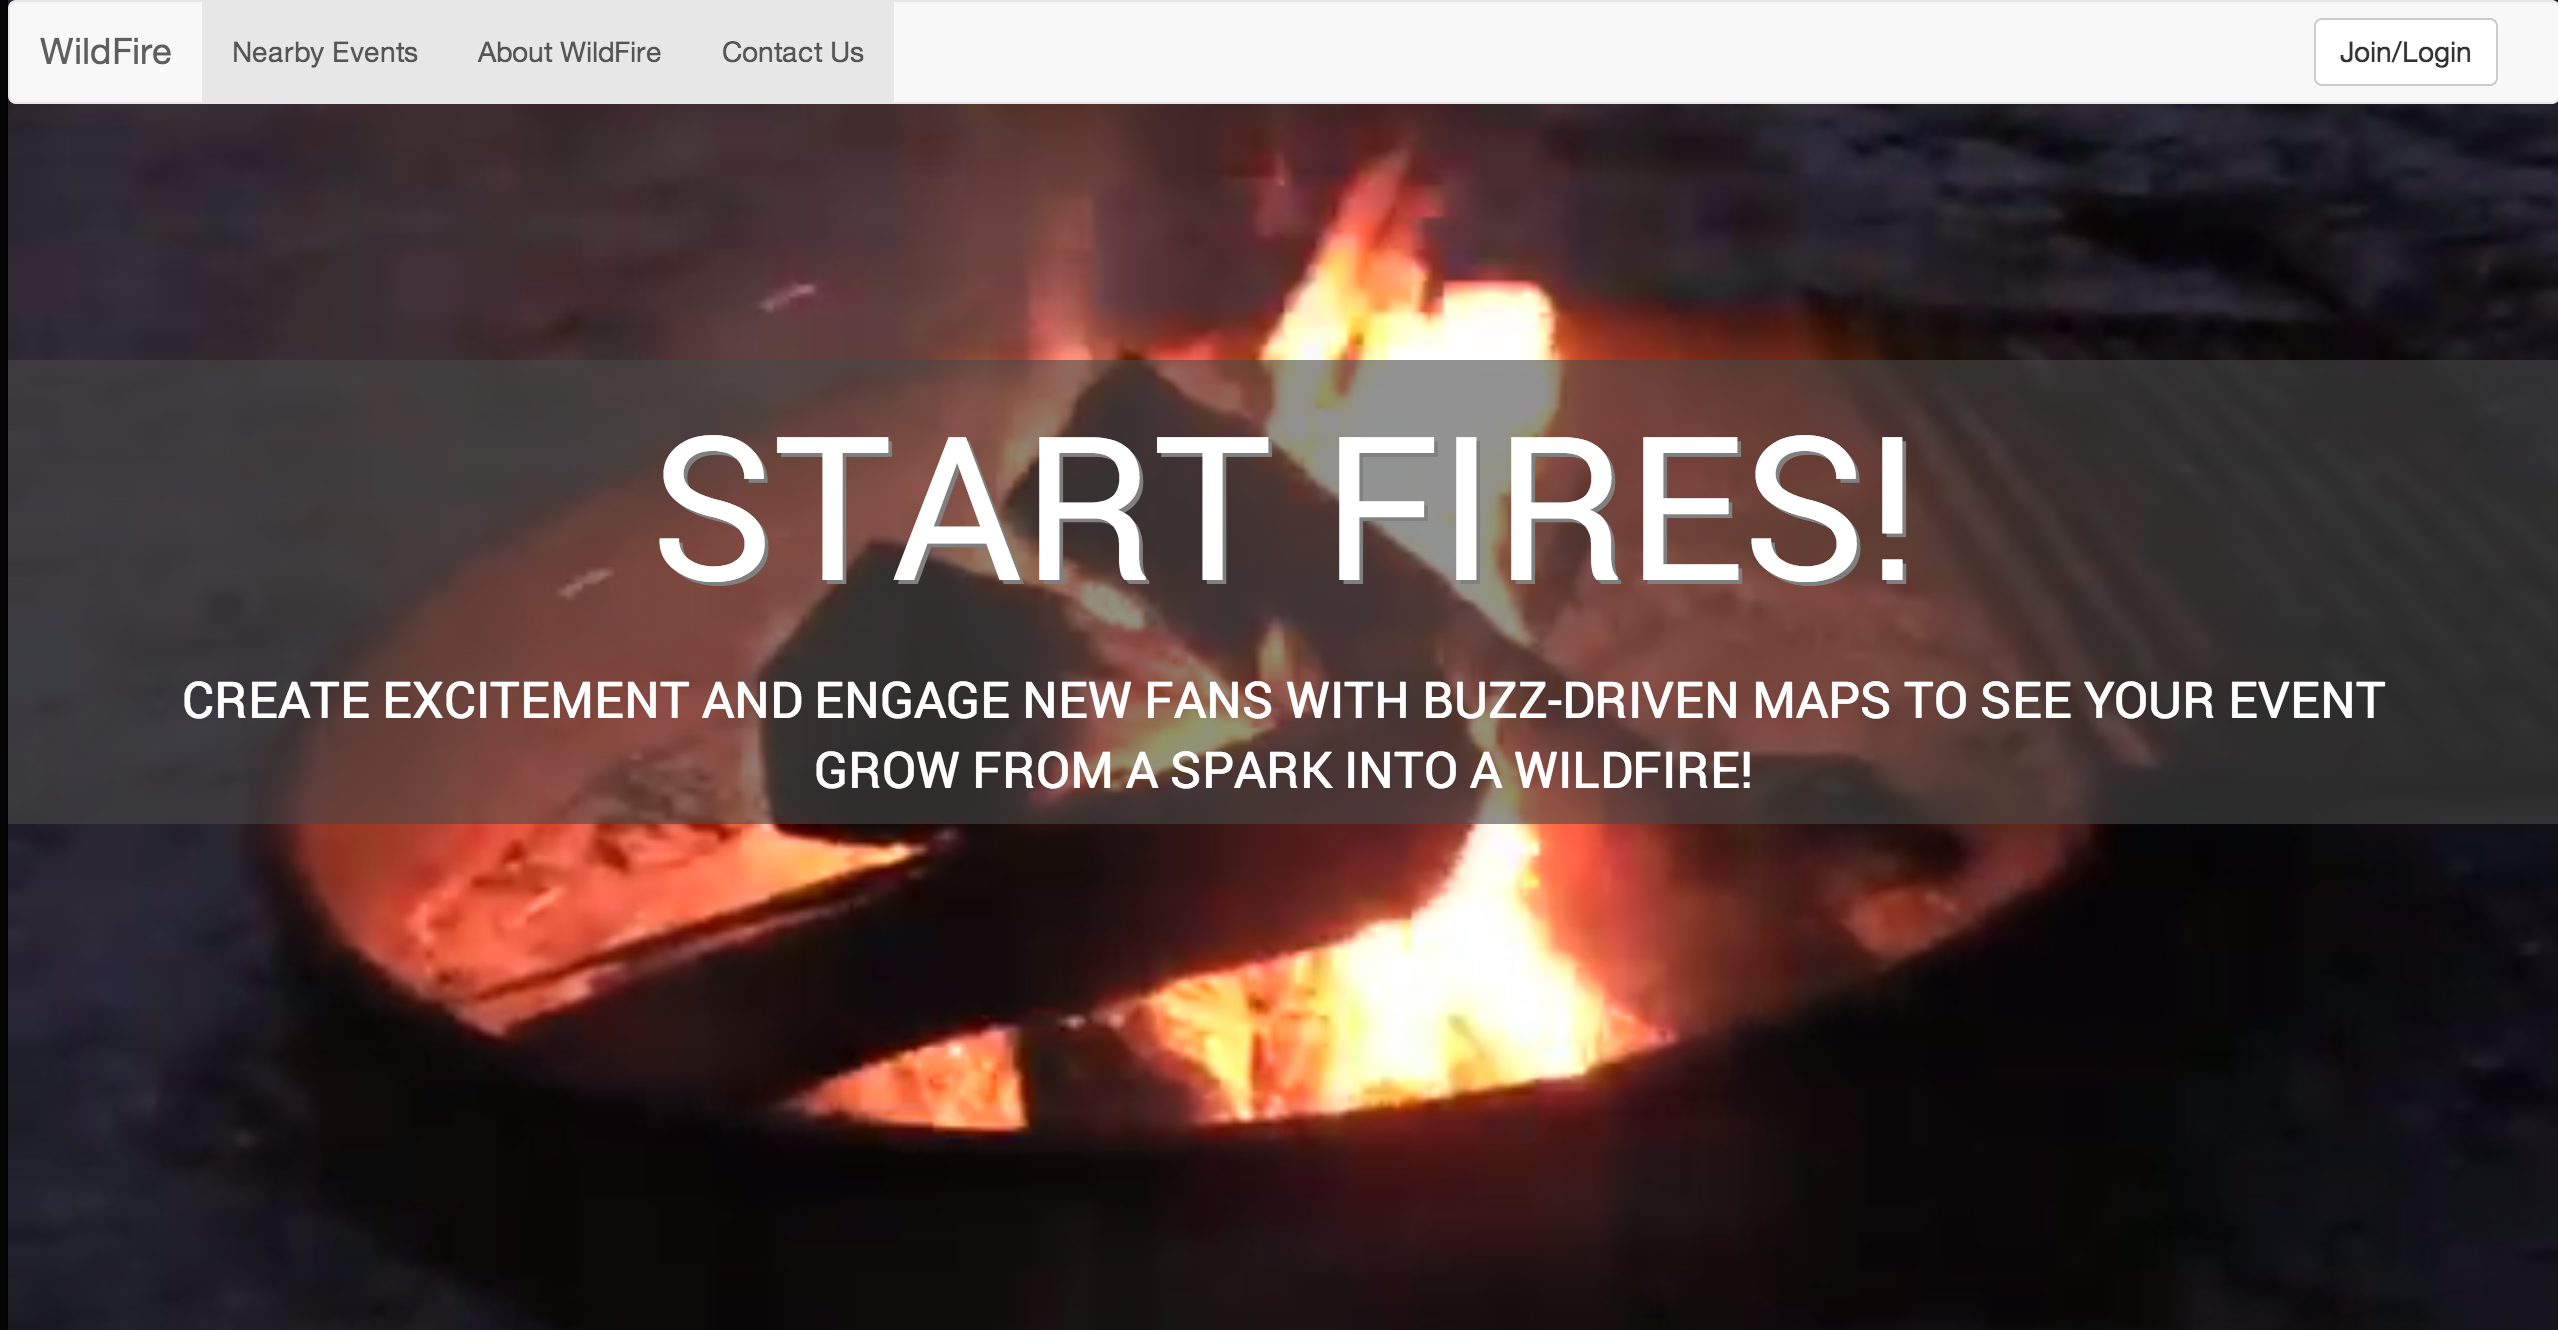 WildFire Nearby Events About WildFire Contact Us Join/Login
START FIRES!
CREATE EXCITEMENT AND ENGAGE NEW FANS WITH BUZZ-DRIVEN MAPS TO SEE YOUR EVENT
GROW FROM A SPARK INTO A WILDFIRE!